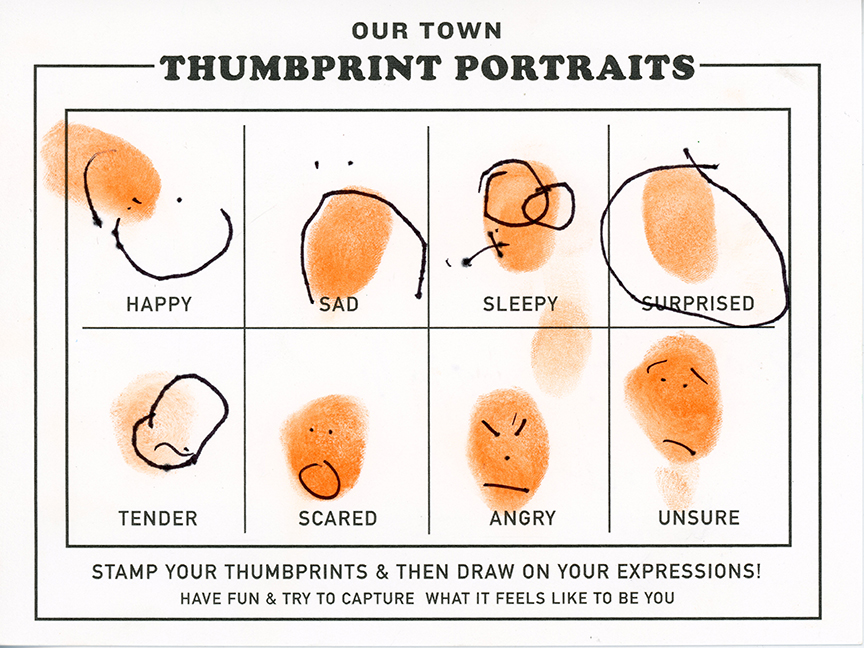 OUR TOWN
THUMBPRINT PORTRAITS
HAPPY
SAD
SLEEPY
SURPRISED
TENDER
SCARED
ANGRY
UNSURE
STAMP YOUR THUMBPRINTS & THEN DRAW ON YOUR EXPRESSIONS!
HAVE FUN & TRY TO CAPTURE WHAT IT FEELS LIKE TO BE YOU